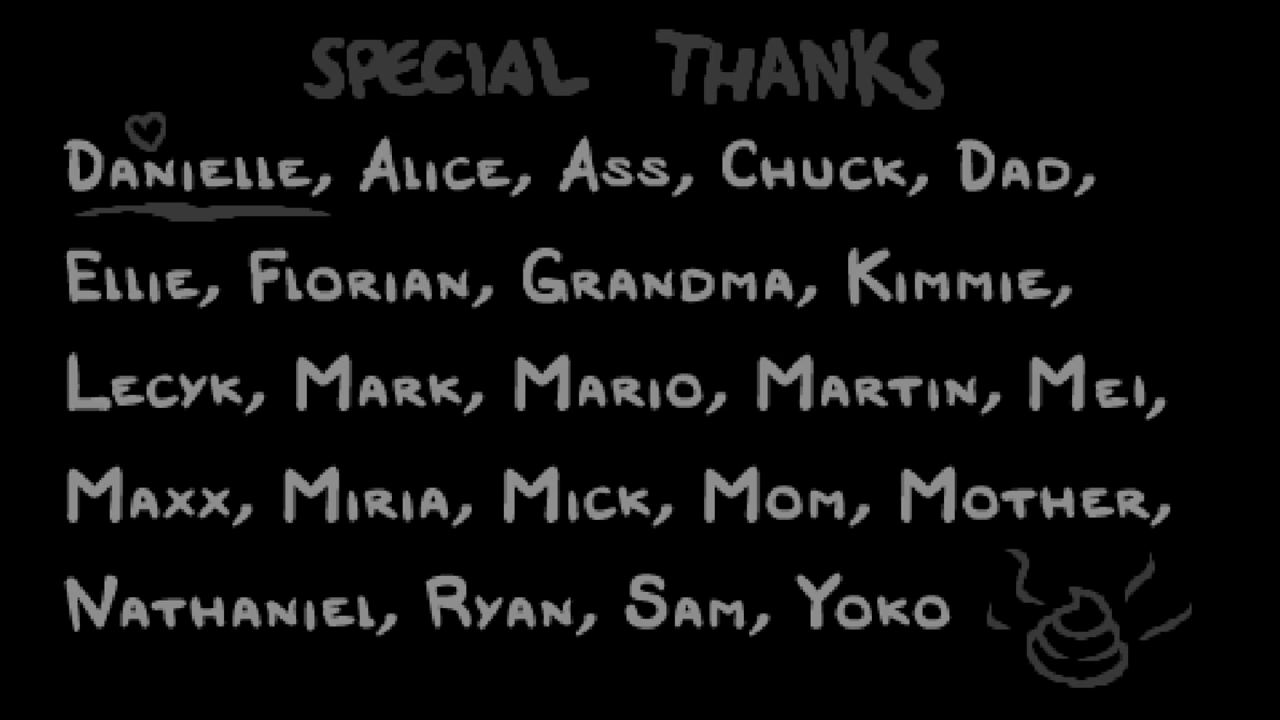 SPECIAL THANKS
DANIELLE, ALICE, ASS, CHUCK, DAD,
ELLIE, FLORIAN, GRANDMA, KIMMIE,
LECYK, MARK, MARIO, MARTIN, MEI,
MAXX, MIRIA, MICK, MOM, MOTHER,
NATHANIEL, RYAN, SAM, YOKO